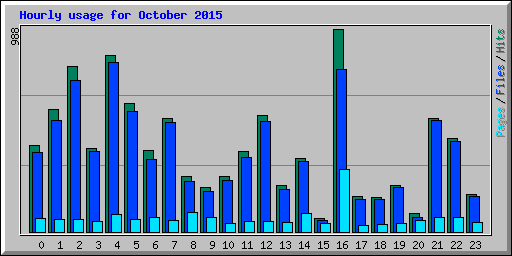 Hourly usage for October 2015
988
Pages/Files/Hits
0 1 2 3 4 5 6 7 8 9 10 11 12 13 14 15 16 17 18 19 20 21 22 23